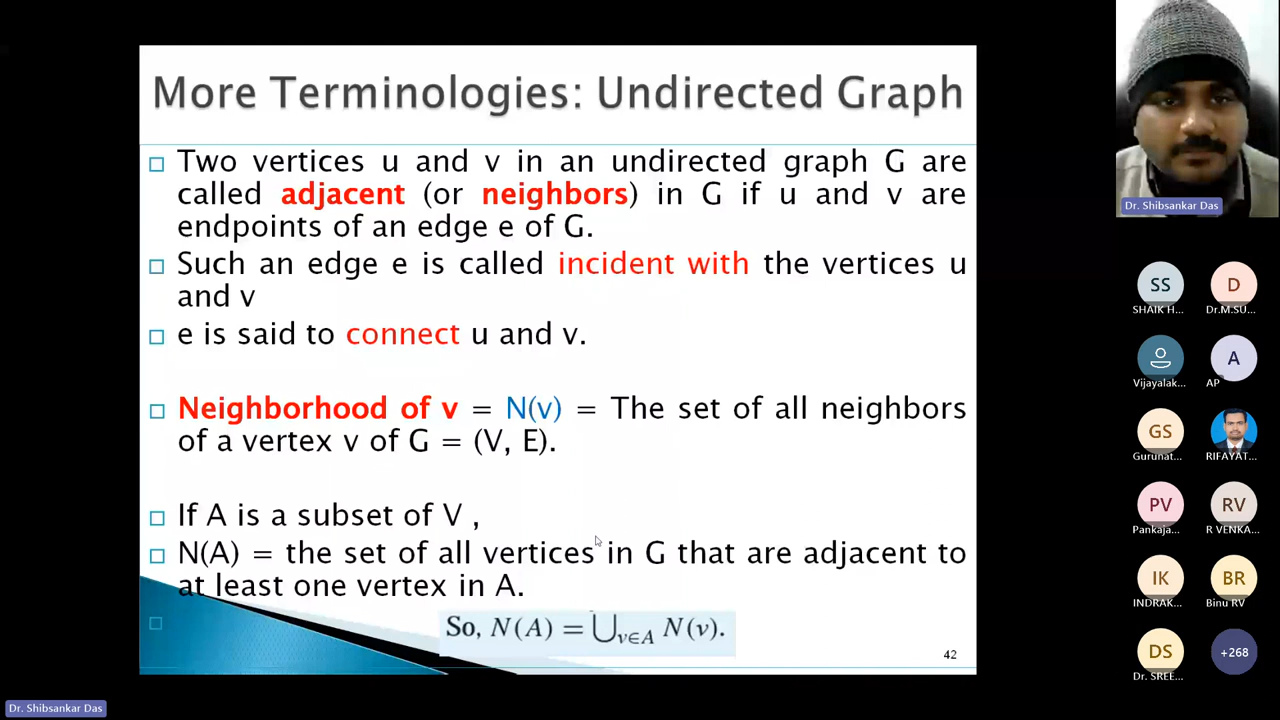 More Terminologies: Undirected Graph
Two vertices u and v in an undirected graph G are
called adjacent (or neighbors) in G if u and v are
endpoints of an edge e of G.
Such an edge e is called incident with the vertices u
and v
e is said to connect u and v.
Neighborhood of v = N(v) = The set of all neighbors
of a vertex v of G = (V, E).
If A is a subset of V ,
N(A) = the set of all vertices in G that are adjacent to
at least one vertex in A.
So, N(A) = ⋃v∈A N(v).
42
Dr. Shibsankar Das
SS
D
SHAIK H...
Dr.M.SU...
A
Vijayalak...
AP
GS
Gurunat...
RIFAYAT...
PV
RV
Pankaja...
R VENKA...
IK
BR
INDRAK...
Binu RV
DS
+268
Dr. SREE...
Dr. Shibsankar Das